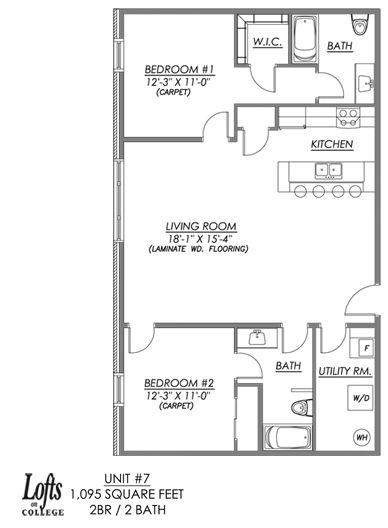 W.I.C.
BATH
BEDROOM #1
12'-3" X 11'-0"
(CARPET)
KITCHEN
LIVING ROOM
18'-1" X 15'-4"
(LAMINATE WD. FLOORING)
F
BATH
UTILITY RM.
BEDROOM #2
12'-3" X 11'-0"
(CARPET)
W/D
WH
Lofts
ON
COLLEGE
UNIT #7
1,095 SQUARE FEET
2BR / 2 BATH